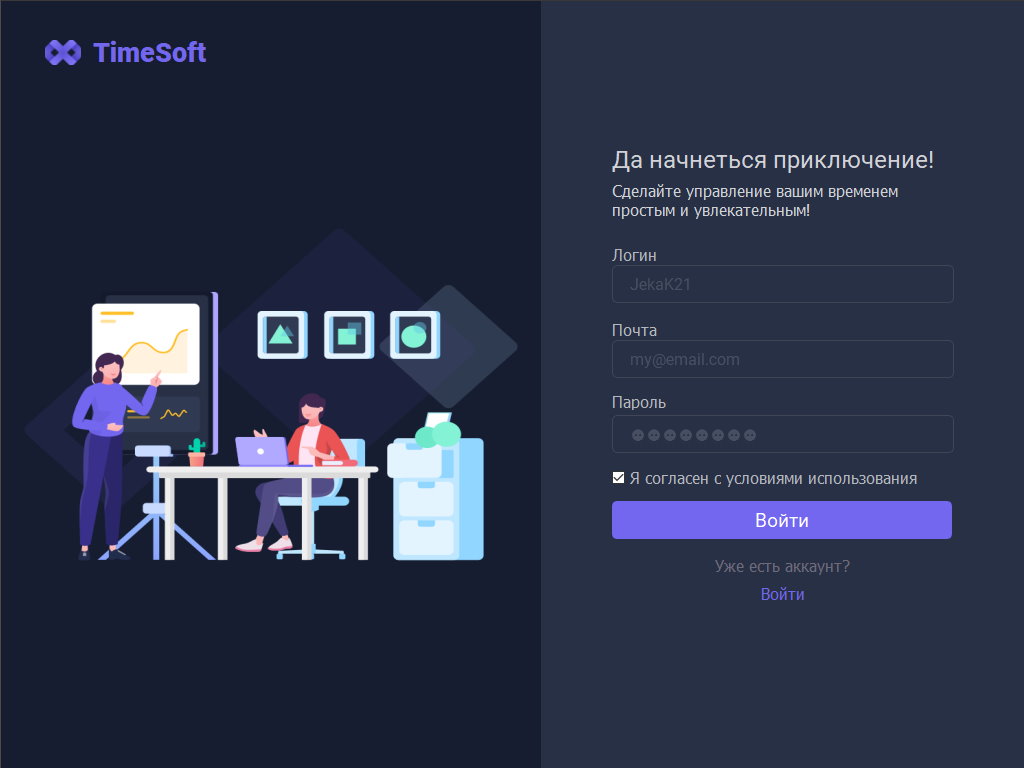 TimeSoft
Да начнеться приключение!
Сделайте управление вашим временем
простым и увлекательным!
Логин
JekaK21
Почта
my@email.com
Пароль
Я согласен с условиями использования
Войти
Уже есть аккаунт?
Войти